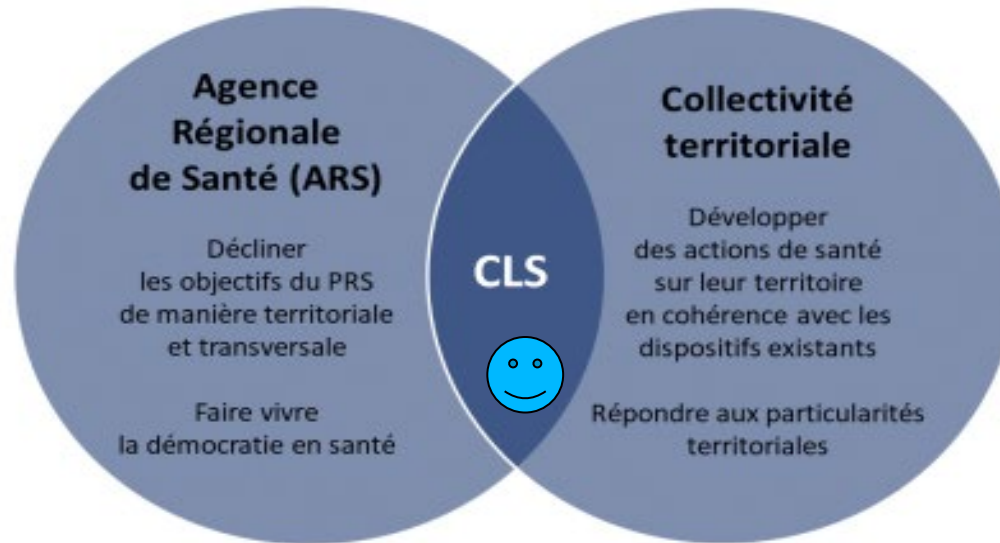 Agence
Régionale
de Santé (ARS)
Décliner
les objectifs du PRS
de manière territoriale
et transversale
Faire vivre
la démocratie en santé
CLS
Collectivité
territoriale
Développer
des actions de santé
sur leur territoire
en cohérence avec les
dispositifs existants
Répondre aux particularités
territoriales